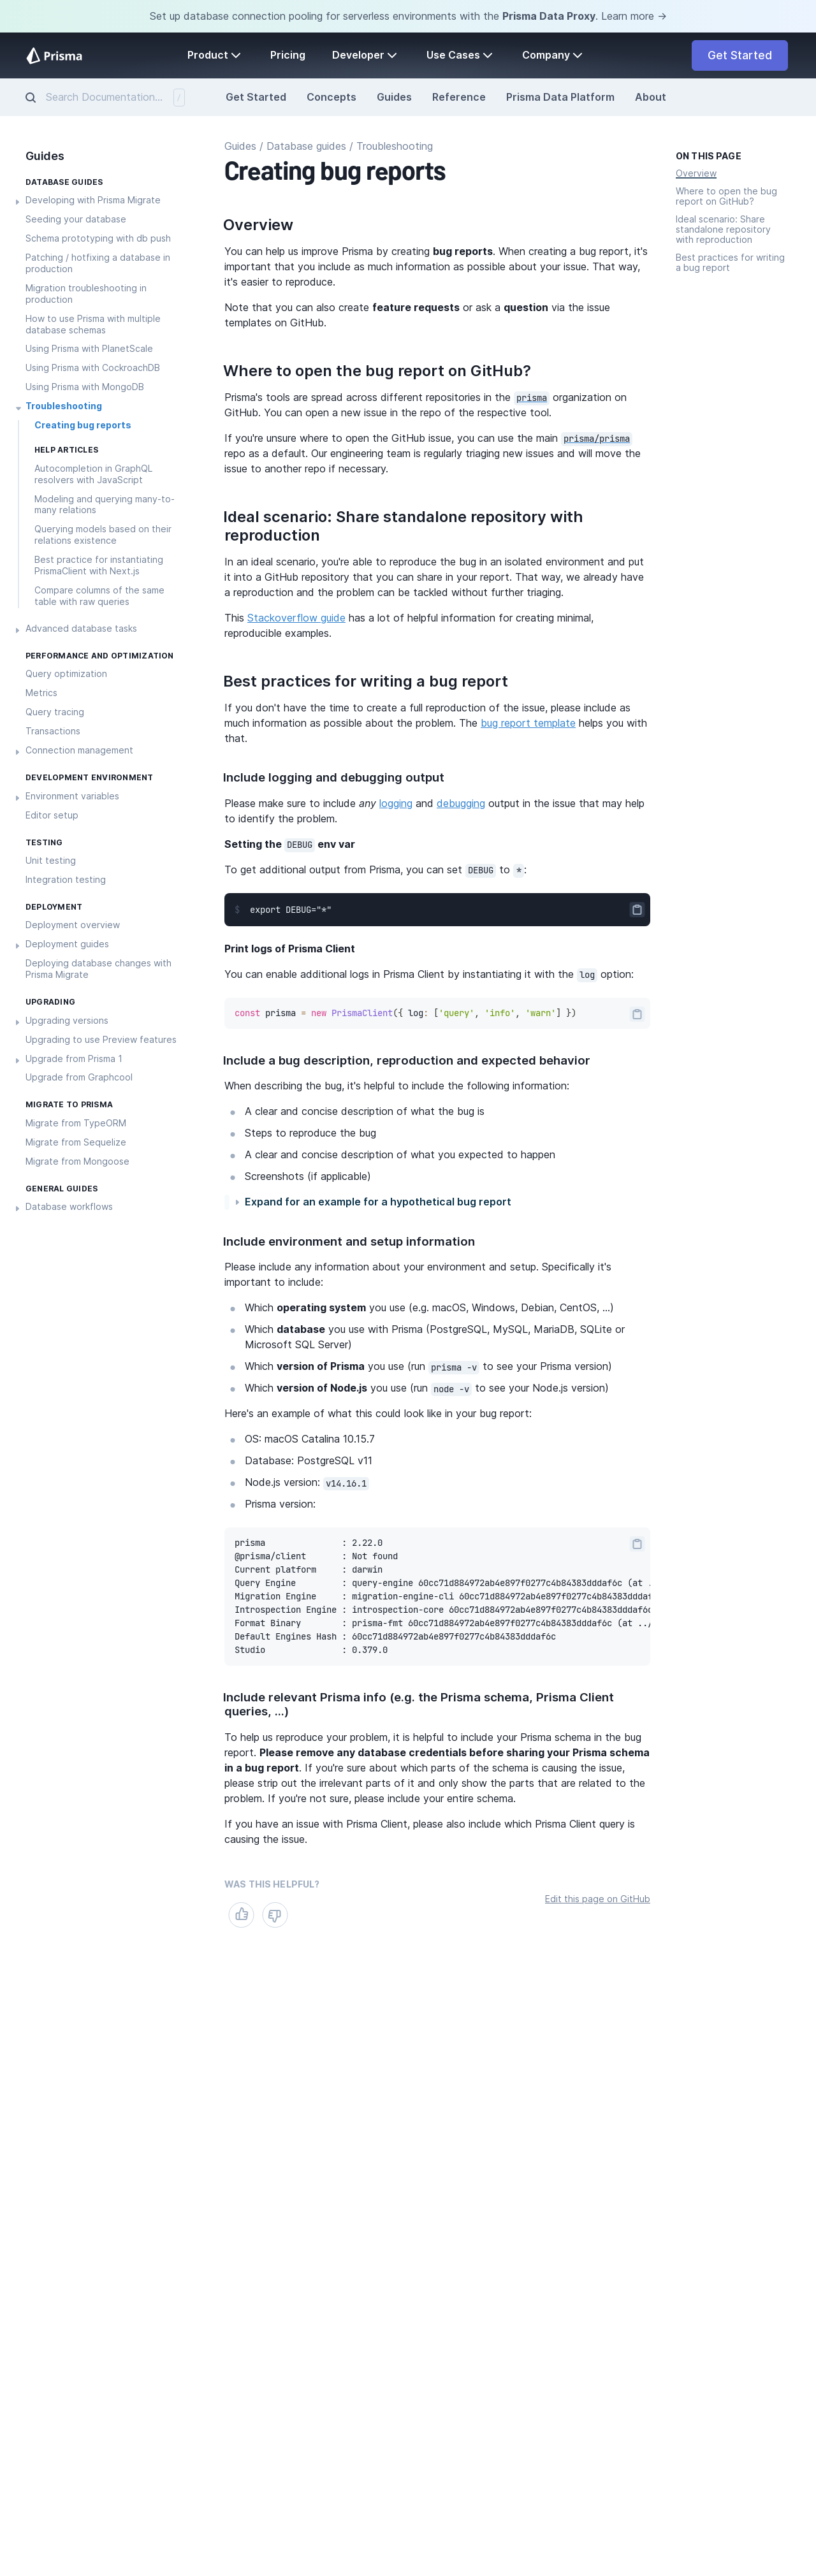 Set up database connection pooling for serverless environments with the Prisma Data Proxy. Learn more →
Prisma
Product
Pricing
Developer
Use Cases
Company
Get Started
Search Documentation...
/
Get Started
Concepts
Guides
Reference
Prisma Data Platform
About
Guides
DATABASE GUIDES
Developing with Prisma Migrate
Seeding your database
Schema prototyping with db push
Patching / hotfixing a database in
production
Migration troubleshooting in
production
How to use Prisma with multiple
database schemas
Using Prisma with PlanetScale
Using Prisma with CockroachDB
Using Prisma with MongoDB
Troubleshooting
Creating bug reports
HELP ARTICLES
Autocompletion in GraphQL
resolvers with JavaScript
Modeling and querying many-to-
many relations
Querying models based on their
relations existence
Best practice for instantiating
PrismaClient with Next.js
Compare columns of the same
table with raw queries
Advanced database tasks
PERFORMANCE AND OPTIMIZATION
Query optimization
Metrics
Query tracing
Transactions
Connection management
DEVELOPMENT ENVIRONMENT
Environment variables
Editor setup
TESTING
Unit testing
Integration testing
DEPLOYMENT
Deployment overview
Deployment guides
Deploying database changes with
Prisma Migrate
UPGRADING
Upgrading versions
Upgrading to use Preview features
Upgrade from Prisma 1
Upgrade from Graphcool
MIGRATE TO PRISMA
Migrate from TypeORM
Migrate from Sequelize
Migrate from Mongoose
GENERAL GUIDES
Database workflows
Guides / Database guides / Troubleshooting
Creating bug reports
Overview
You can help us improve Prisma by creating bug reports. When creating a bug report, it's
important that you include as much information as possible about your issue. That way,
it's easier to reproduce.
Note that you can also create feature requests or ask a question via the issue
templates on GitHub.
Where to open the bug report on GitHub?
Prisma's tools are spread across different repositories in the prisma organization on
GitHub. You can open a new issue in the repo of the respective tool.
If you're unsure where to open the GitHub issue, you can use the main prisma/prisma
repo as a default. Our engineering team is regularly triaging new issues and will move the
issue to another repo if necessary.
Ideal scenario: Share standalone repository with
reproduction
In an ideal scenario, you're able to reproduce the bug in an isolated environment and put
it into a GitHub repository that you can share in your report. That way, we already have
a reproduction and the problem can be tackled without further triaging.
This Stackoverflow guide has a lot of helpful information for creating minimal,
reproducible examples.
Best practices for writing a bug report
If you don't have the time to create a full reproduction of the issue, please include as
much information as possible about the problem. The bug report template helps you with
that.
Include logging and debugging output
Please make sure to include any logging and debugging output in the issue that may help
to identify the problem.
Setting the DEBUG env var
To get additional output from Prisma, you can set DEBUG to *:
$ export DEBUG="*"
Print logs of Prisma Client
You can enable additional logs in Prisma Client by instantiating it with the log option:
const prisma = new PrismaClient({ log: ['query', 'info', 'warn'] })
Include a bug description, reproduction and expected behavior
When describing the bug, it's helpful to include the following information:
A clear and concise description of what the bug is
Steps to reproduce the bug
A clear and concise description of what you expected to happen
Screenshots (if applicable)
Expand for an example for a hypothetical bug report
Include environment and setup information
Please include any information about your environment and setup. Specifically it's
important to include:
Which operating system you use (e.g. macOS, Windows, Debian, CentOS, ...)
Which database you use with Prisma (PostgreSQL, MySQL, MariaDB, SQLite or
Microsoft SQL Server)
Which version of Prisma you use (run prisma -v to see your Prisma version)
Which version of Node.js you use (run node -v to see your Node.js version)
Here's an example of what this could look like in your bug report:
OS: macOS Catalina 10.15.7
Database: PostgreSQL v11
Node.js version: v14.16.1
Prisma version:
prisma : 2.22.0
@prisma/client : Not found
Current platform : darwin
Query Engine : query-engine 60cc71d884972ab4e897f0277c4b84383dddaf6c (at .
Migration Engine : migration-engine-cli 60cc71d884972ab4e897f0277c4b84383dddaf
Introspection Engine : introspection-core 60cc71d884972ab4e897f0277c4b84383dddaf6c
Format Binary : prisma-fmt 60cc71d884972ab4e897f0277c4b84383dddaf6c (at ../
Default Engines Hash : 60cc71d884972ab4e897f0277c4b84383dddaf6c
Studio : 0.379.0
Include relevant Prisma info (e.g. the Prisma schema, Prisma Client
queries, ...)
To help us reproduce your problem, it is helpful to include your Prisma schema in the bug
report. Please remove any database credentials before sharing your Prisma schema
in a bug report. If you're sure about which parts of the schema is causing the issue,
please strip out the irrelevant parts of it and only show the parts that are related to the
problem. If you're not sure, please include your entire schema.
If you have an issue with Prisma Client, please also include which Prisma Client query is
causing the issue.
WAS THIS HELPFUL?
Edit this page on GitHub
ON THIS PAGE
Overview
Where to open the bug
report on GitHub?
Ideal scenario: Share
standalone repository
with reproduction
Best practices for writing
a bug report